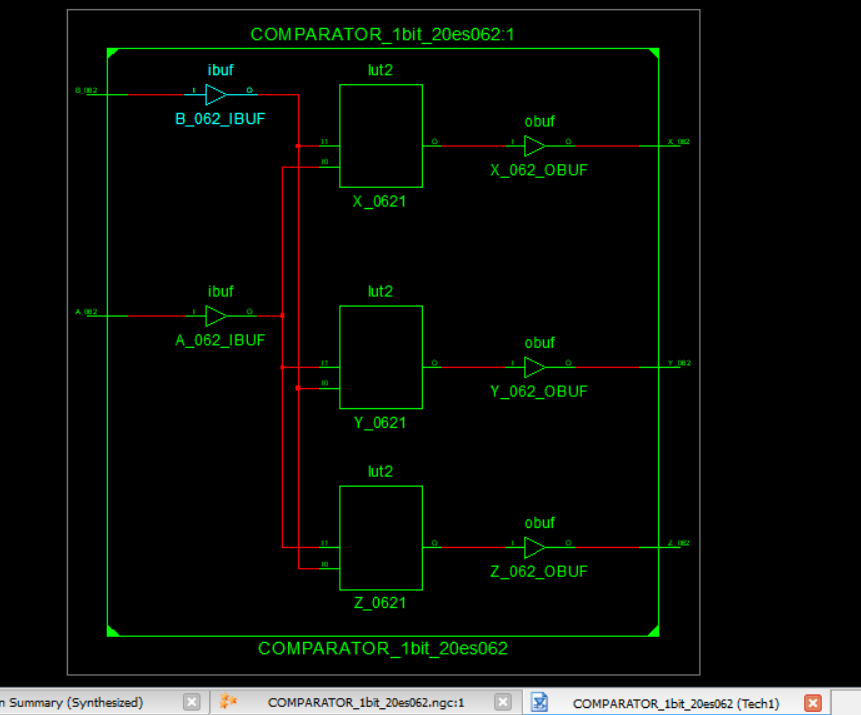 COMPARATOR_1bit_20es062:1
ibuf
lut2
B_062_IBUF
I1
I0
O
obuf
I
O
X_062
X_062_OBUF
X_0621
ibuf
lut2
A_062
I
O
A_062_IBUF
I1
I0
O
obuf
I
O
Y_062
Y_062_OBUF
Y_0621
lut2
I1
I0
O
obuf
I
O
Z_062
Z_062_OBUF
Z_0621
COMPARATOR_1bit_20es062
n Summary (Synthesized)
COMPARATOR_1bit_20es062.ngc:1
COMPARATOR_1bit_20es062 (Tech1)